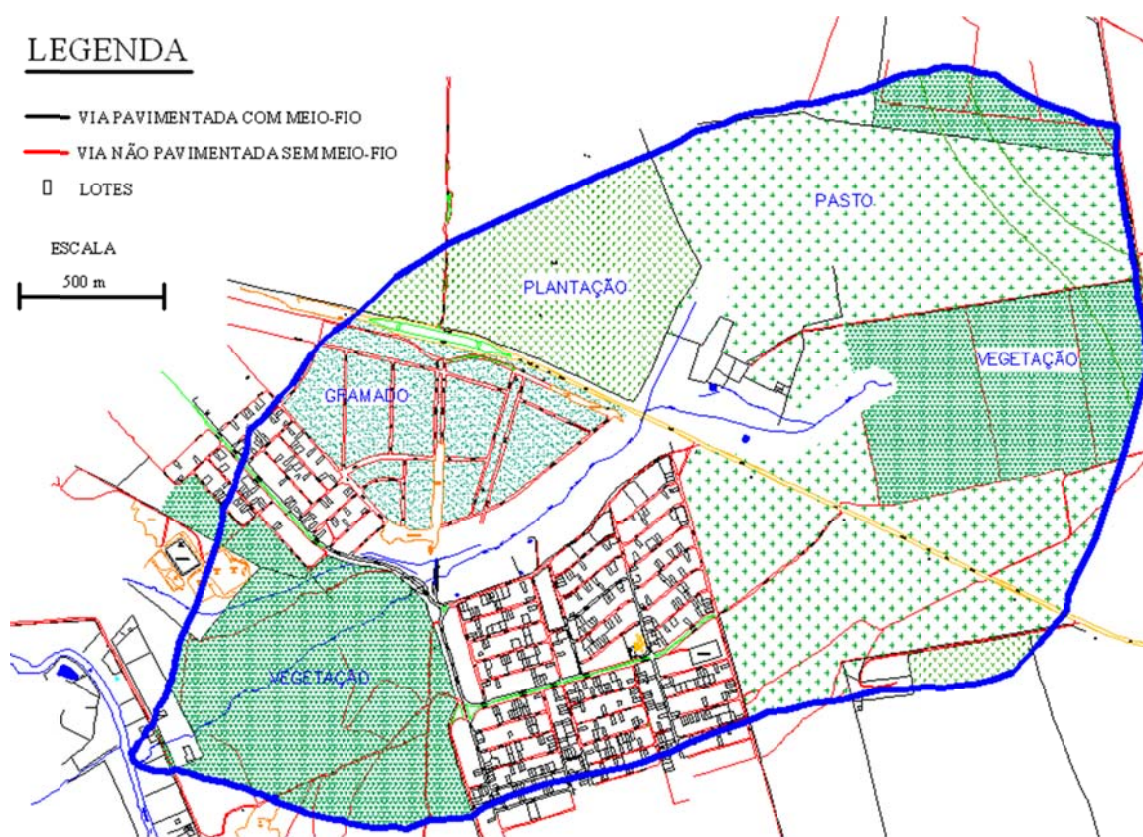 LEGENDA
VIA PAVIMENTADA COM MEIO-FIO
VIA NÃO PAVIMENTADA SEM MEIO-FIO
LOTES
ESCALA
500 m
PASTO
PLANTAÇÃO
VEGETAÇÃO
GRAMADO
VEGETAÇÃO